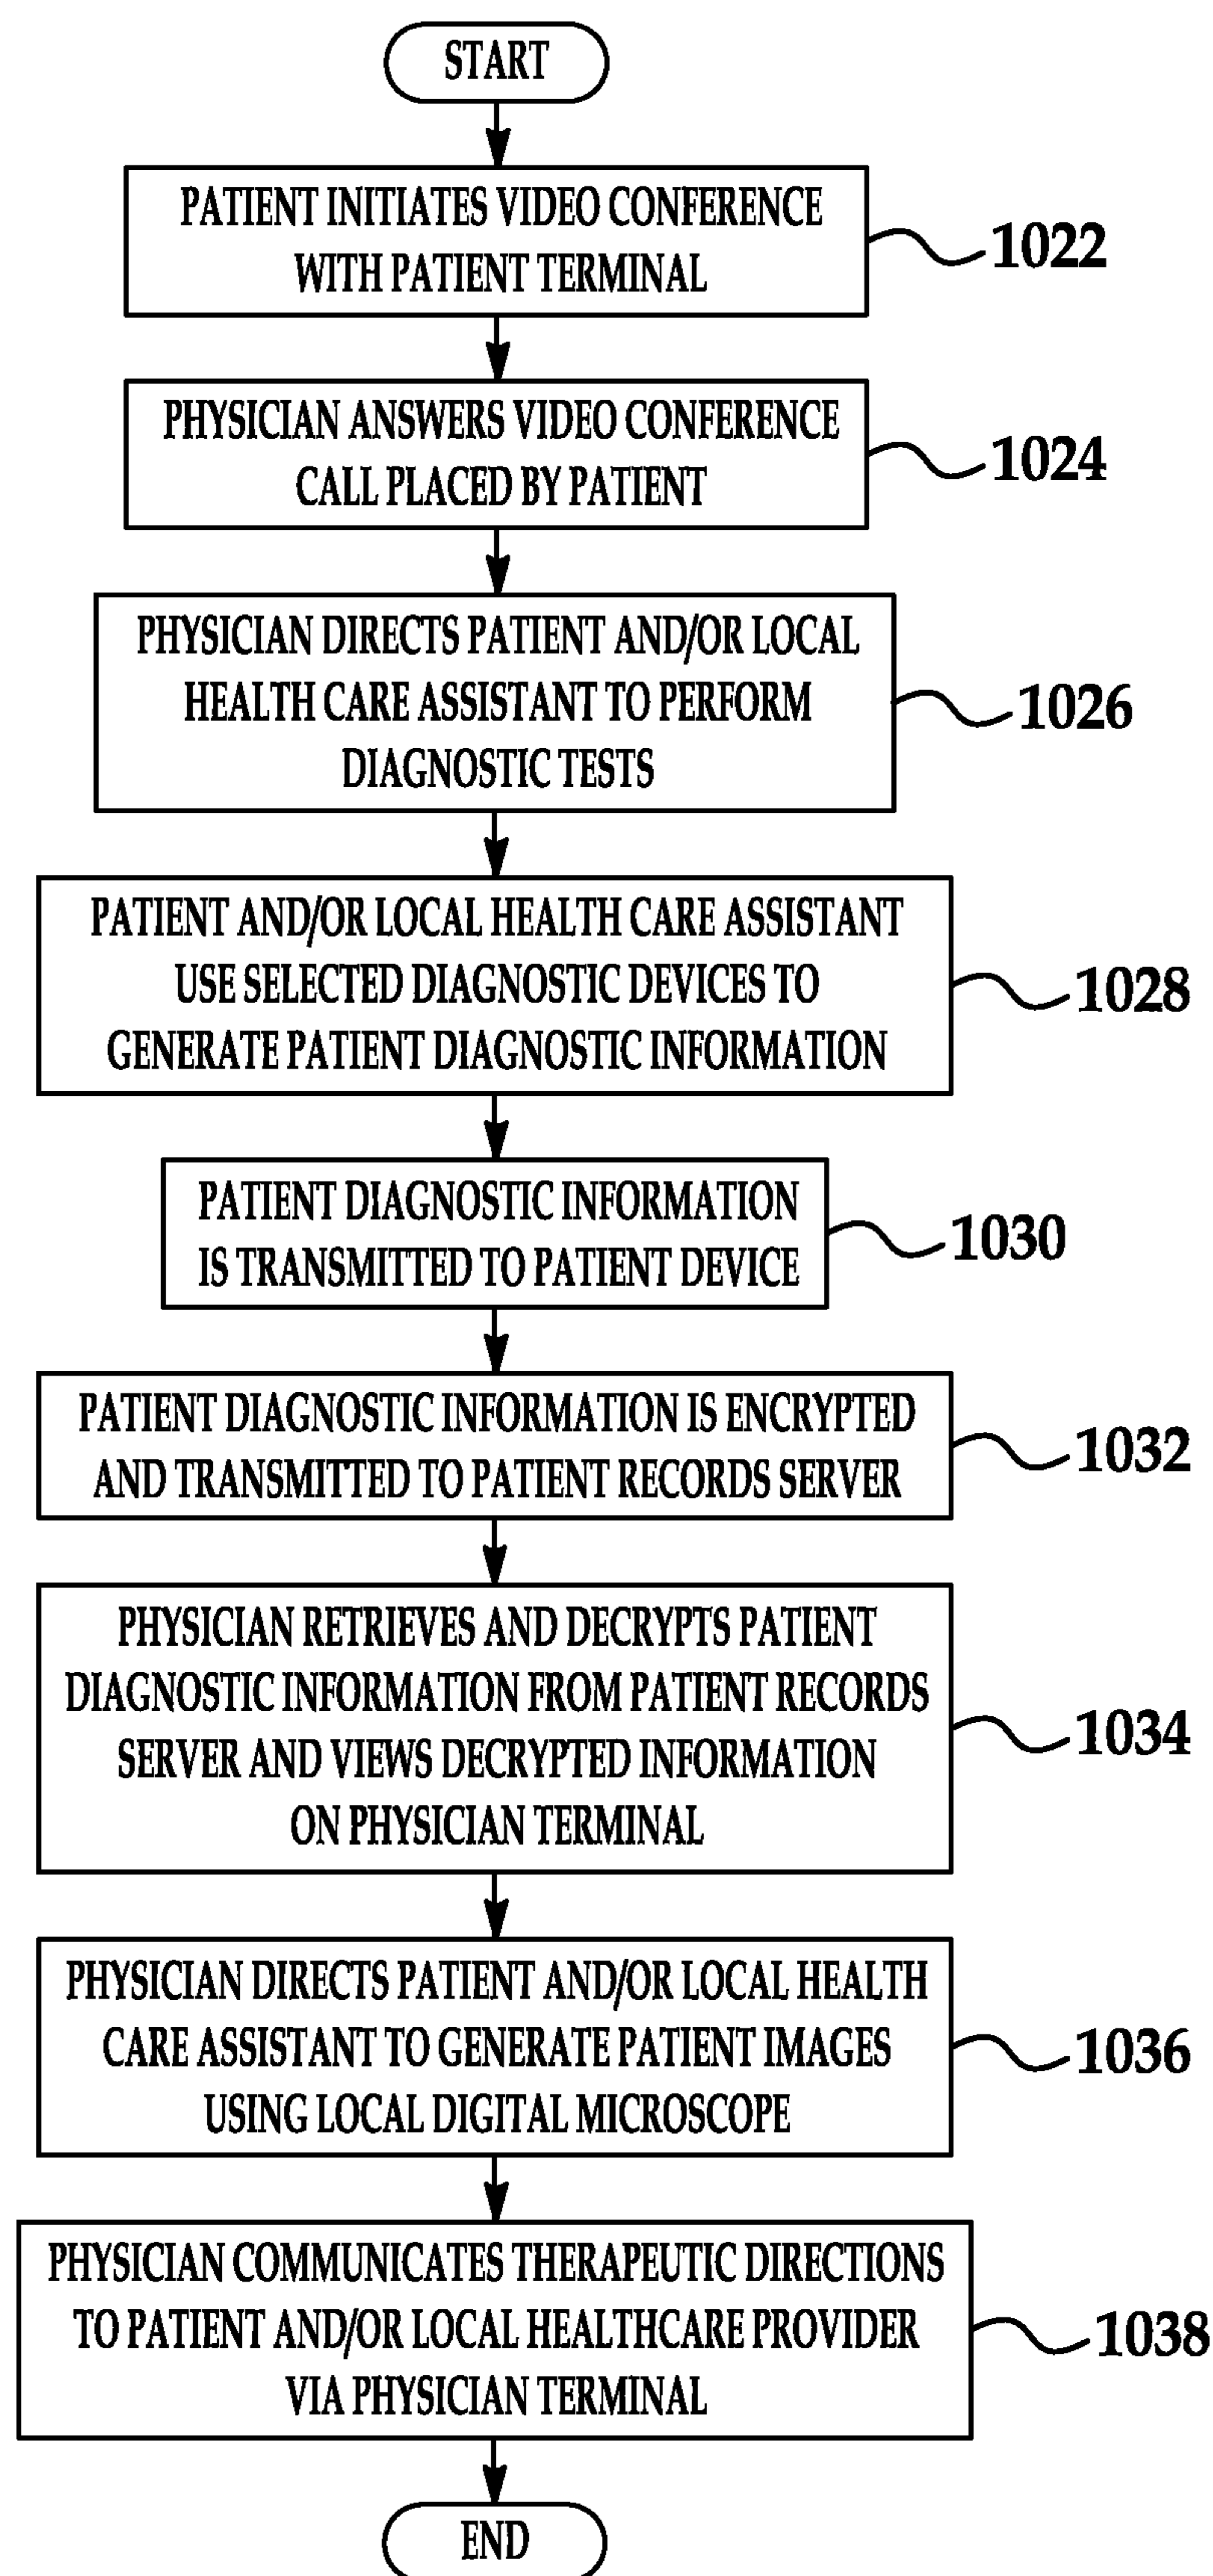 START
PATIENT INITIATES VIDEO CONFERENCE
WITH PATIENT TERMINAL
1022
PHYSICIAN ANSWERS VIDEO CONFERENCE
CALL PLACED BY PATIENT
1024
PHYSICIAN DIRECTS PATIENT AND/OR LOCAL
HEALTH CARE ASSISTANT TO PERFORM
DIAGNOSTIC TESTS
1026
PATIENT AND/OR LOCAL HEALTH CARE ASSISTANT
USE SELECTED DIAGNOSTIC DEVICES TO
GENERATE PATIENT DIAGNOSTIC INFORMATION
1028
PATIENT DIAGNOSTIC INFORMATION
IS TRANSMITTED TO PATIENT DEVICE
1030
PATIENT DIAGNOSTIC INFORMATION IS ENCRYPTED
AND TRANSMITTED TO PATIENT RECORDS SERVER
1032
PHYSICIAN RETRIEVES AND DECRYPTS PATIENT
DIAGNOSTIC INFORMATION FROM PATIENT RECORDS
SERVER AND VIEWS DECRYPTED INFORMATION
ON PHYSICIAN TERMINAL
1034
PHYSICIAN DIRECTS PATIENT AND/OR LOCAL HEALTH
CARE ASSISTANT TO GENERATE PATIENT IMAGES
USING LOCAL DIGITAL MICROSCOPE
1036
PHYSICIAN COMMUNICATES THERAPEUTIC DIRECTIONS
TO PATIENT AND/OR LOCAL HEALTHCARE PROVIDER
VIA PHYSICIAN TERMINAL
1038
END